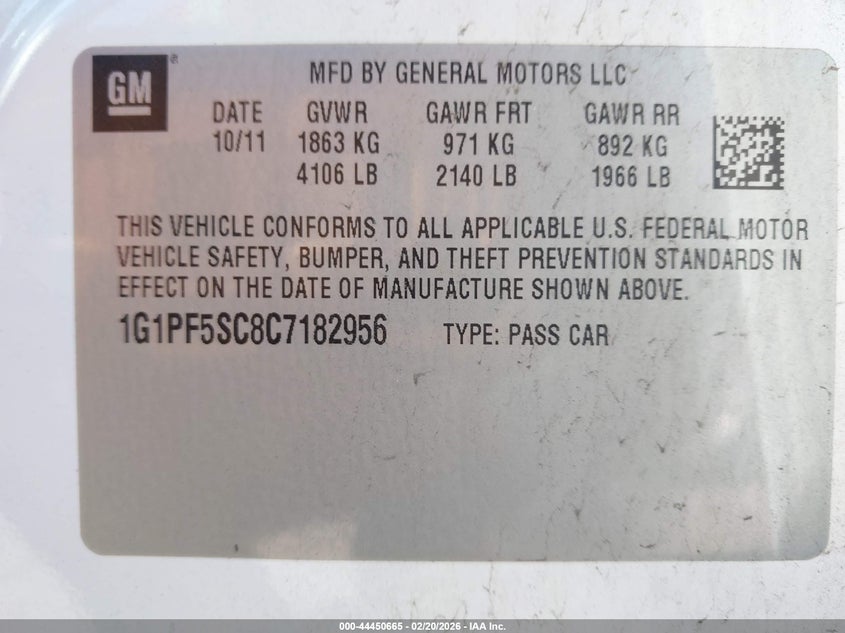 GM
MFD BY GENERAL MOTORS LLC
DATE GVWR GAWR FRT GAWR RR
10/11 1863 KG 971 KG 892 KG
4106 LB 2140 LB 1966 LB
THIS VEHICLE CONFORMS TO ALL APPLICABLE U.S. FEDERAL MOTOR
VEHICLE SAFETY, BUMPER, AND THEFT PREVENTION STANDARDS IN
EFFECT ON THE DATE OF MANUFACTURE SHOWN ABOVE.
1G1PF5SC8C7182956 TYPE: PASS CAR
000-44450665 - 02/20/2026 - IAA Inc.